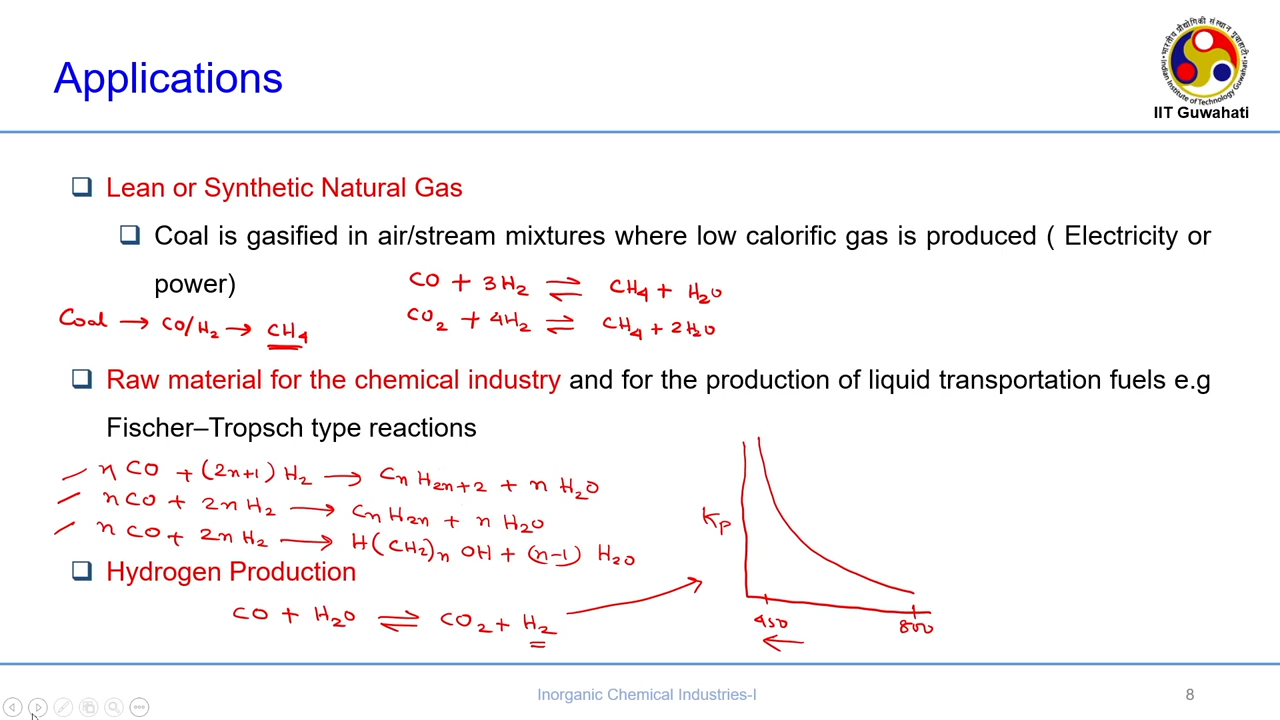 Applications
IIT Guwahati
Lean or Synthetic Natural Gas
Coal is gasified in air/stream mixtures where low calorific gas is produced ( Electricity or
power)
CO + 3H₂ ⇌ CH₄ + H₂O
CO₂ + 4H₂ ⇌ CH₄ + 2H₂O
Coal → CO/H₂ → CH₄
Raw material for the chemical industry and for the production of liquid transportation fuels e.g
Fischer–Tropsch type reactions
nCO + (2n+1) H₂ → CnH2n+2 + n H₂O
nCO + 2nH₂ → CnH2n + n H₂O
nCO + 2nH₂ → H(CH₂)n OH + (n-1) H₂O
Hydrogen Production
CO + H₂O ⇌ CO₂ + H₂
Kp
450
800
Inorganic Chemical Industries-I
8